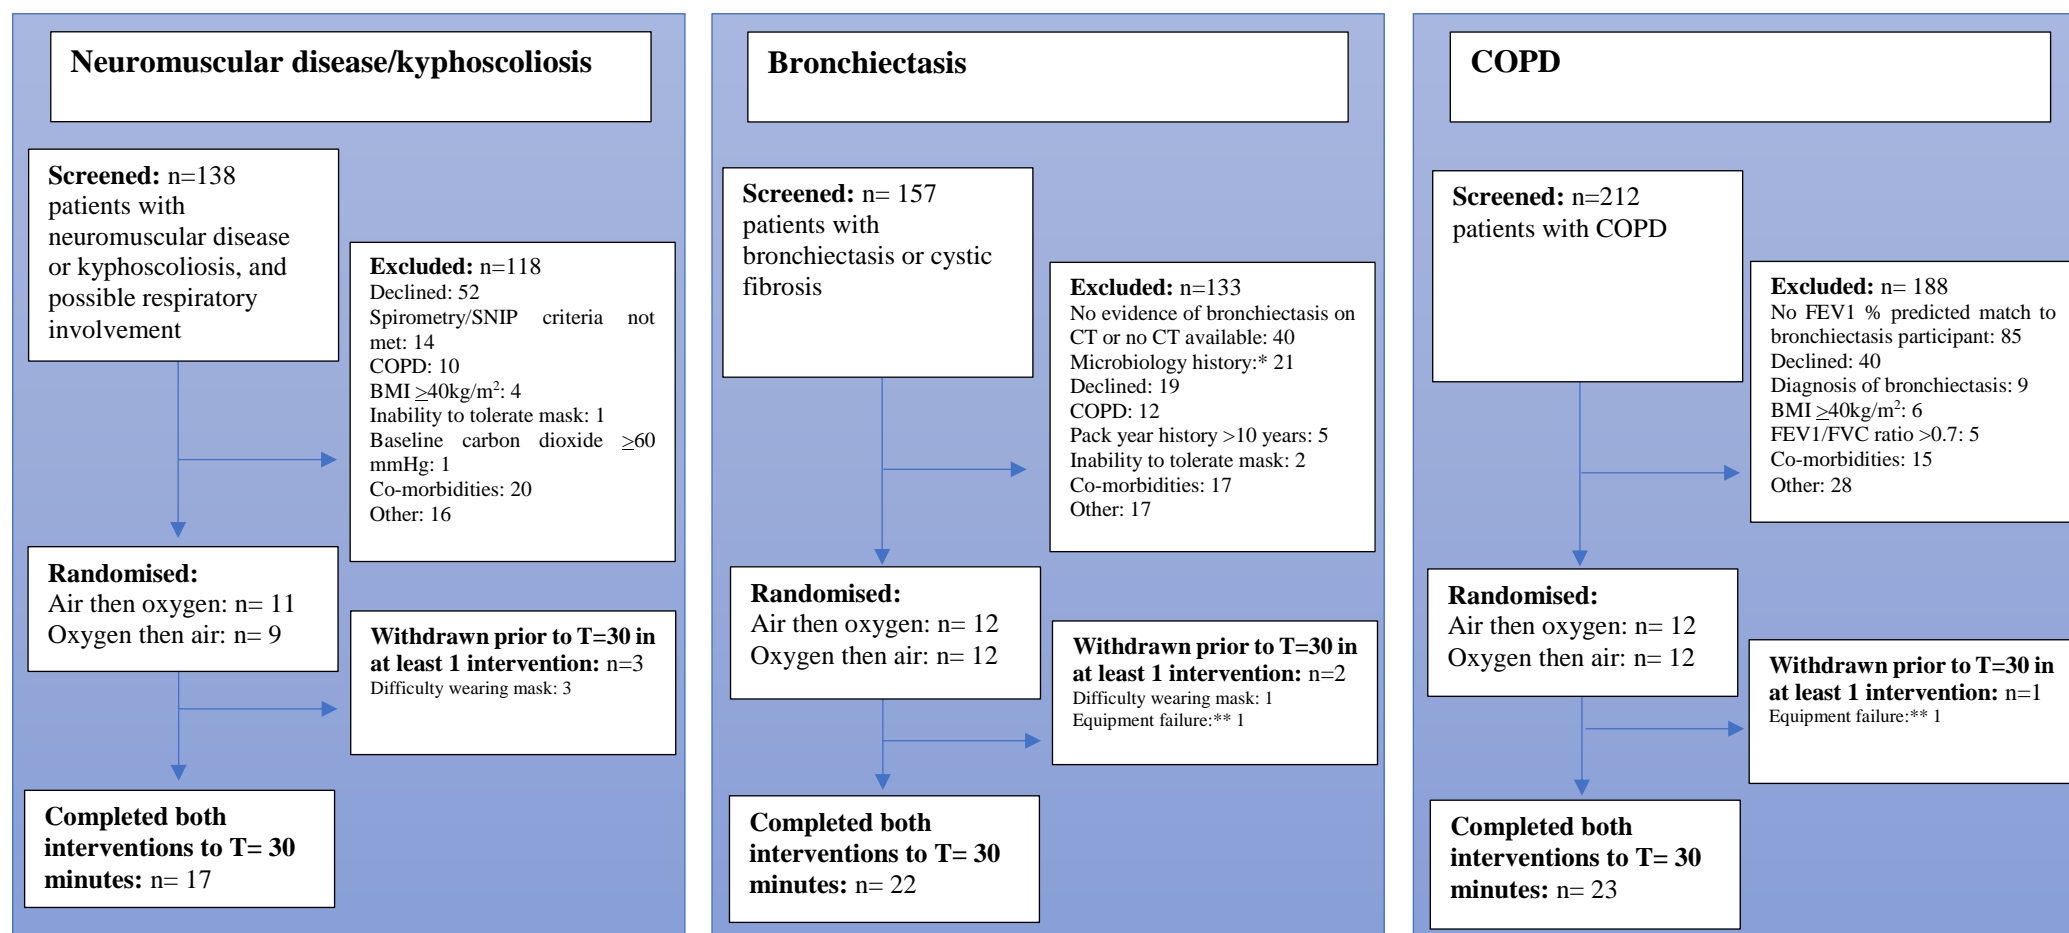 Neuromuscular disease/kyphoscoliosis
Screened: n=138
patients with
neuromuscular disease
or kyphoscoliosis, and
possible respiratory
involvement
Excluded: n=118
Declined: 52
Spirometry/SNIP criteria not
met: 14
COPD: 10
BMI ≥40kg/m²: 4
Inability to tolerate mask: 1
Baseline carbon dioxide ≥60
mmHg: 1
Co-morbidities: 20
Other: 16
Randomised:
Air then oxygen: n= 11
Oxygen then air: n= 9
Withdrawn prior to T=30 in
at least 1 intervention: n=3
Difficulty wearing mask: 3
Completed both
interventions to T= 30
minutes: n= 17
Bronchiectasis
Screened: n= 157
patients with
bronchiectasis or cystic
fibrosis
Excluded: n=133
No evidence of bronchiectasis on
CT or no CT available: 40
Microbiology history:* 21
Declined: 19
COPD: 12
Pack year history >10 years: 5
Inability to tolerate mask: 2
Co-morbidities: 17
Other: 17
Randomised:
Air then oxygen: n= 12
Oxygen then air: n= 12
Withdrawn prior to T=30 in
at least 1 intervention: n=2
Difficulty wearing mask: 1
Equipment failure:** 1
Completed both
interventions to T= 30
minutes: n= 22
COPD
Screened: n=212
patients with COPD
Excluded: n= 188
No FEV1 % predicted match to
bronchiectasis participant: 85
Declined: 40
Diagnosis of bronchiectasis: 9
BMI ≥40kg/m²: 6
FEV1/FVC ratio >0.7: 5
Co-morbidities: 15
Other: 28
Randomised:
Air then oxygen: n= 12
Oxygen then air: n= 12
Withdrawn prior to T=30 in
at least 1 intervention: n=1
Equipment failure:** 1
Completed both
interventions to T= 30
minutes: n= 23